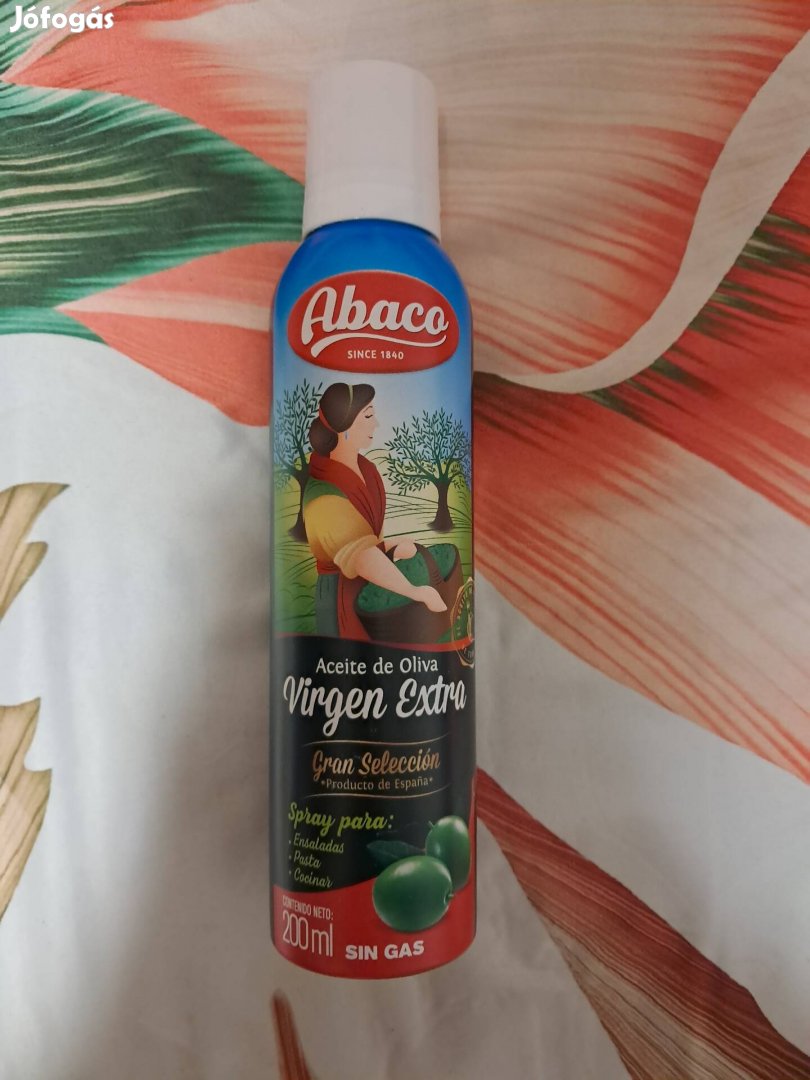 Jófogás
Abaco
SINCE 1840
Aceite de Oliva
Virgen Extra
Gran Selección
•Producto de España•
Spray para:
• Ensaladas
• Pasta
• Cocinar
CONTENIDO NETO:
200ml
SIN GAS